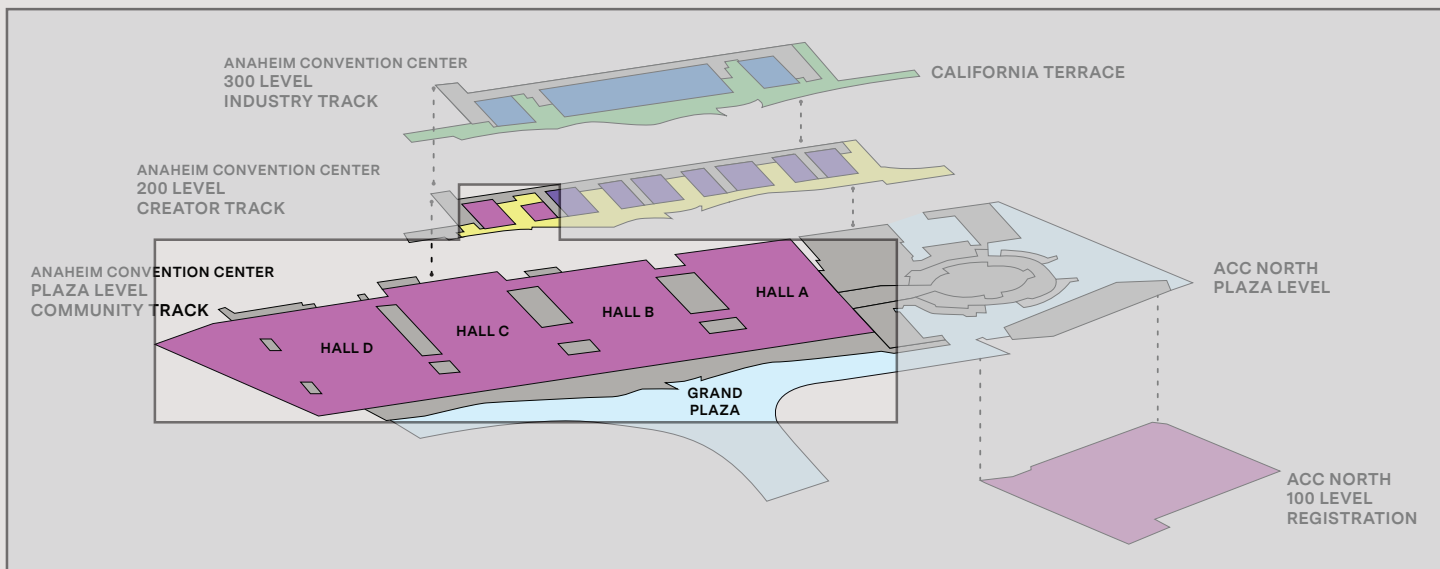 ANAHEIM CONVENTION CENTER
300 LEVEL
INDUSTRY TRACK
CALIFORNIA TERRACE
ANAHEIM CONVENTION CENTER
200 LEVEL
CREATOR TRACK
ANAHEIM CONVENTION CENTER
PLAZA LEVEL
COMMUNITY TRACK
HALL A
HALL B
HALL C
HALL D
GRAND
PLAZA
ACC NORTH
PLAZA LEVEL
ACC NORTH
100 LEVEL
REGISTRATION